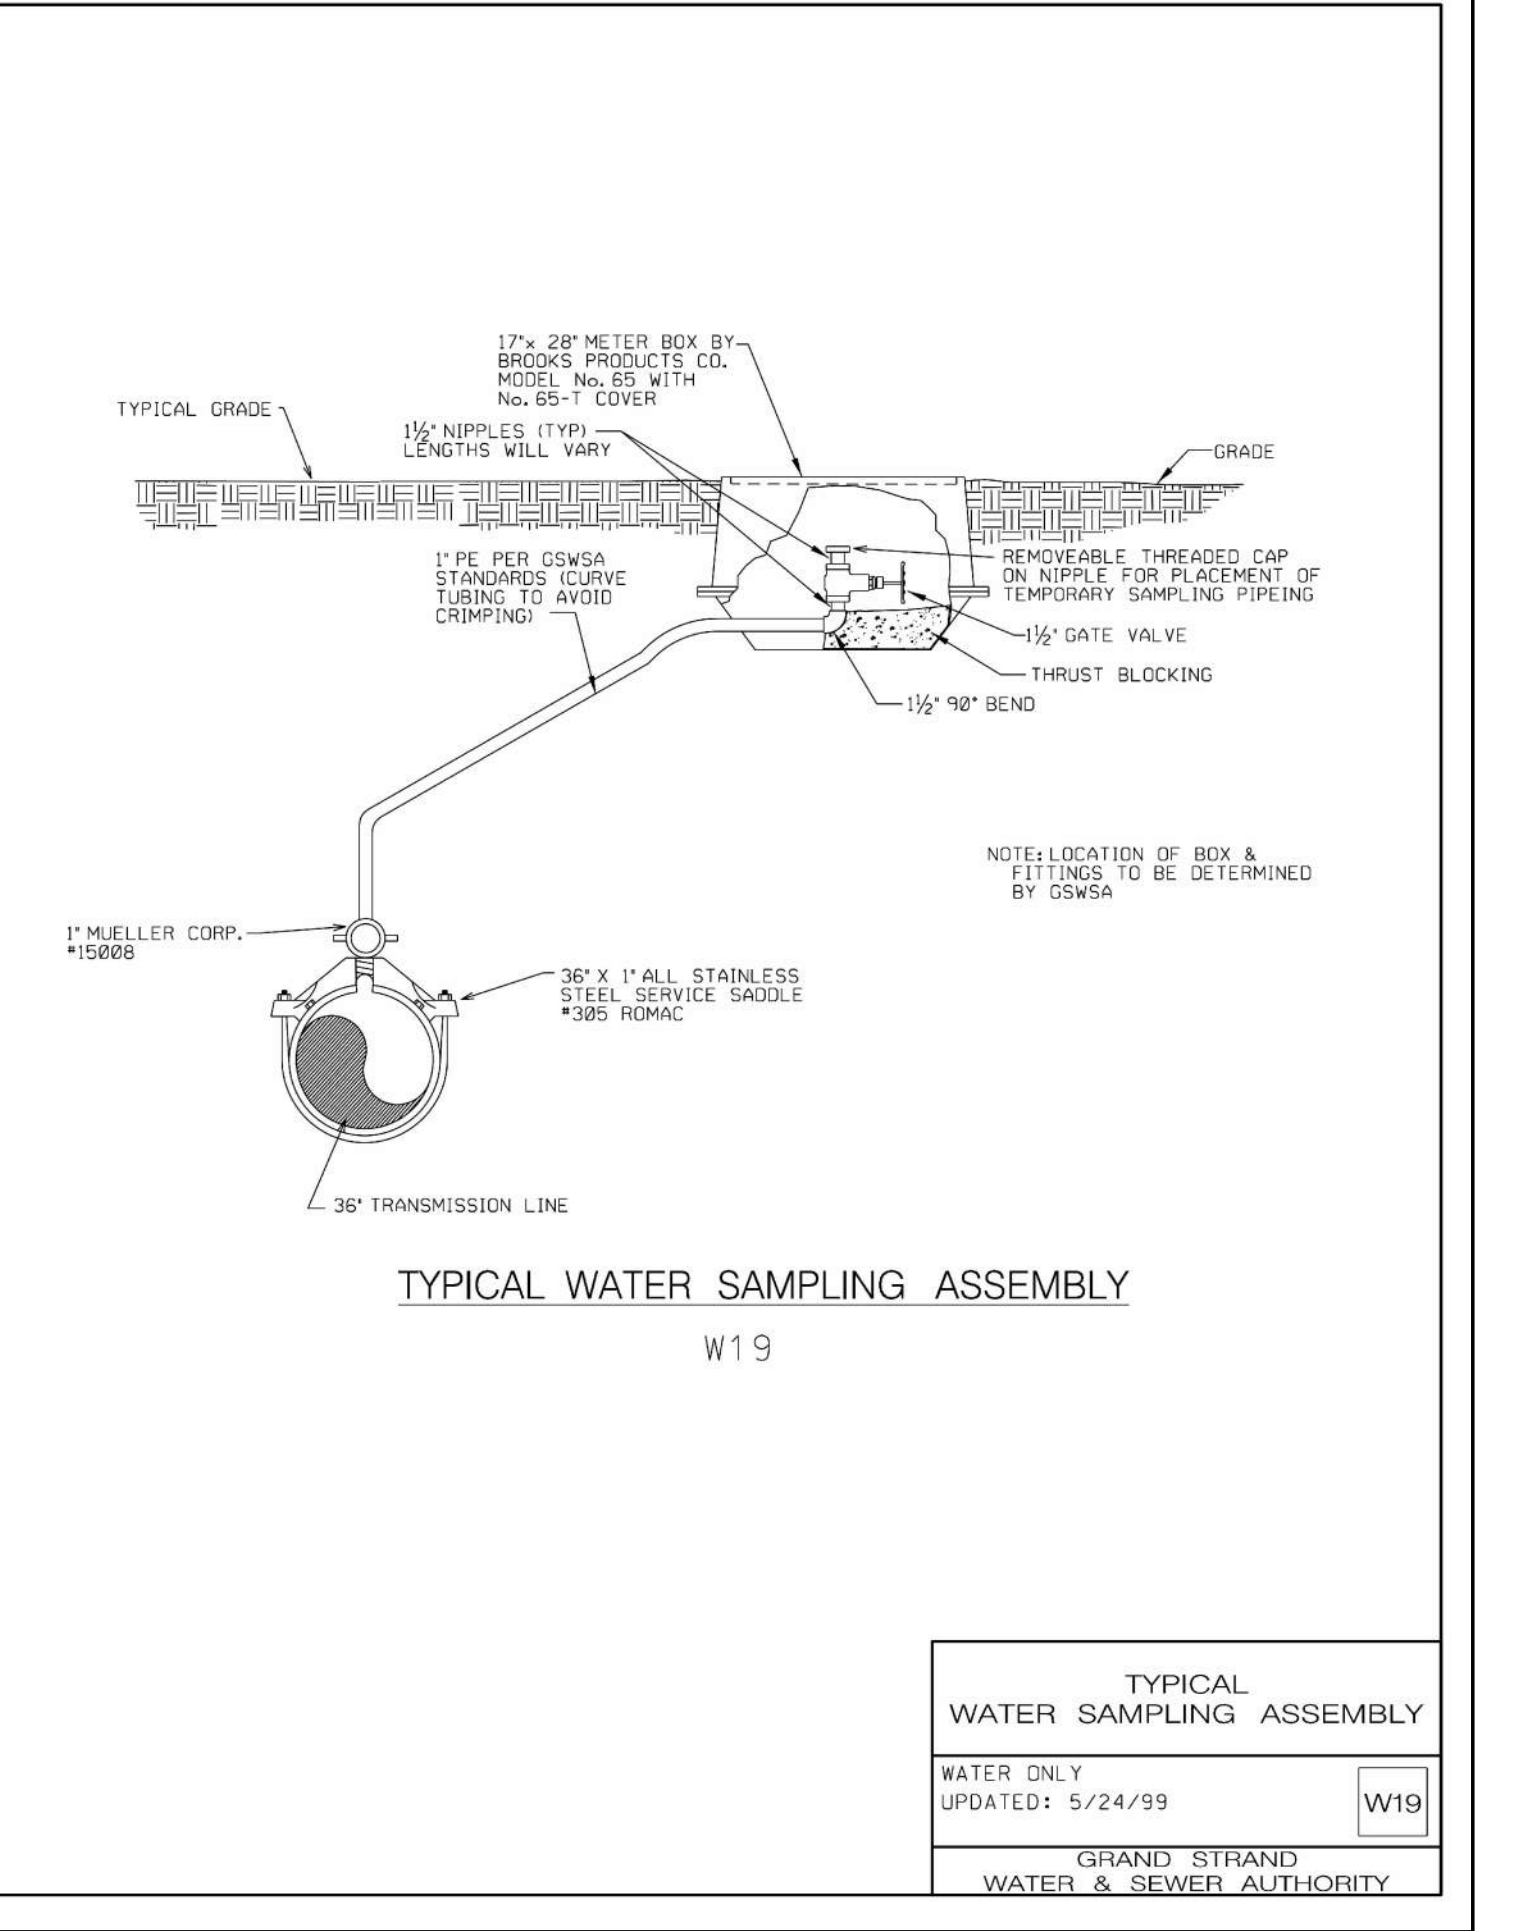 17"x 28" METER BOX BY
BROOKS PRODUCTS CO.
MODEL No. 65 WITH
No. 65-T COVER
TYPICAL GRADE
1½" NIPPLES (TYP)
LENGTHS WILL VARY
GRADE
1" PE PER GSWSA
STANDARDS (CURVE
TUBING TO AVOID
CRIMPING)
REMOVEABLE THREADED CAP
ON NIPPLE FOR PLACEMENT OF
TEMPORARY SAMPLING PIPEING
1½" GATE VALVE
THRUST BLOCKING
1½" 90° BEND
NOTE: LOCATION OF BOX &
FITTINGS TO BE DETERMINED
BY GSWSA
1" MUELLER CORP.
#15008
36" X 1" ALL STAINLESS
STEEL SERVICE SADDLE
#305 ROMAC
36" TRANSMISSION LINE
TYPICAL WATER SAMPLING ASSEMBLY
W19
TYPICAL
WATER SAMPLING ASSEMBLY
WATER ONLY
UPDATED: 5/24/99
W19
GRAND STRAND
WATER & SEWER AUTHORITY